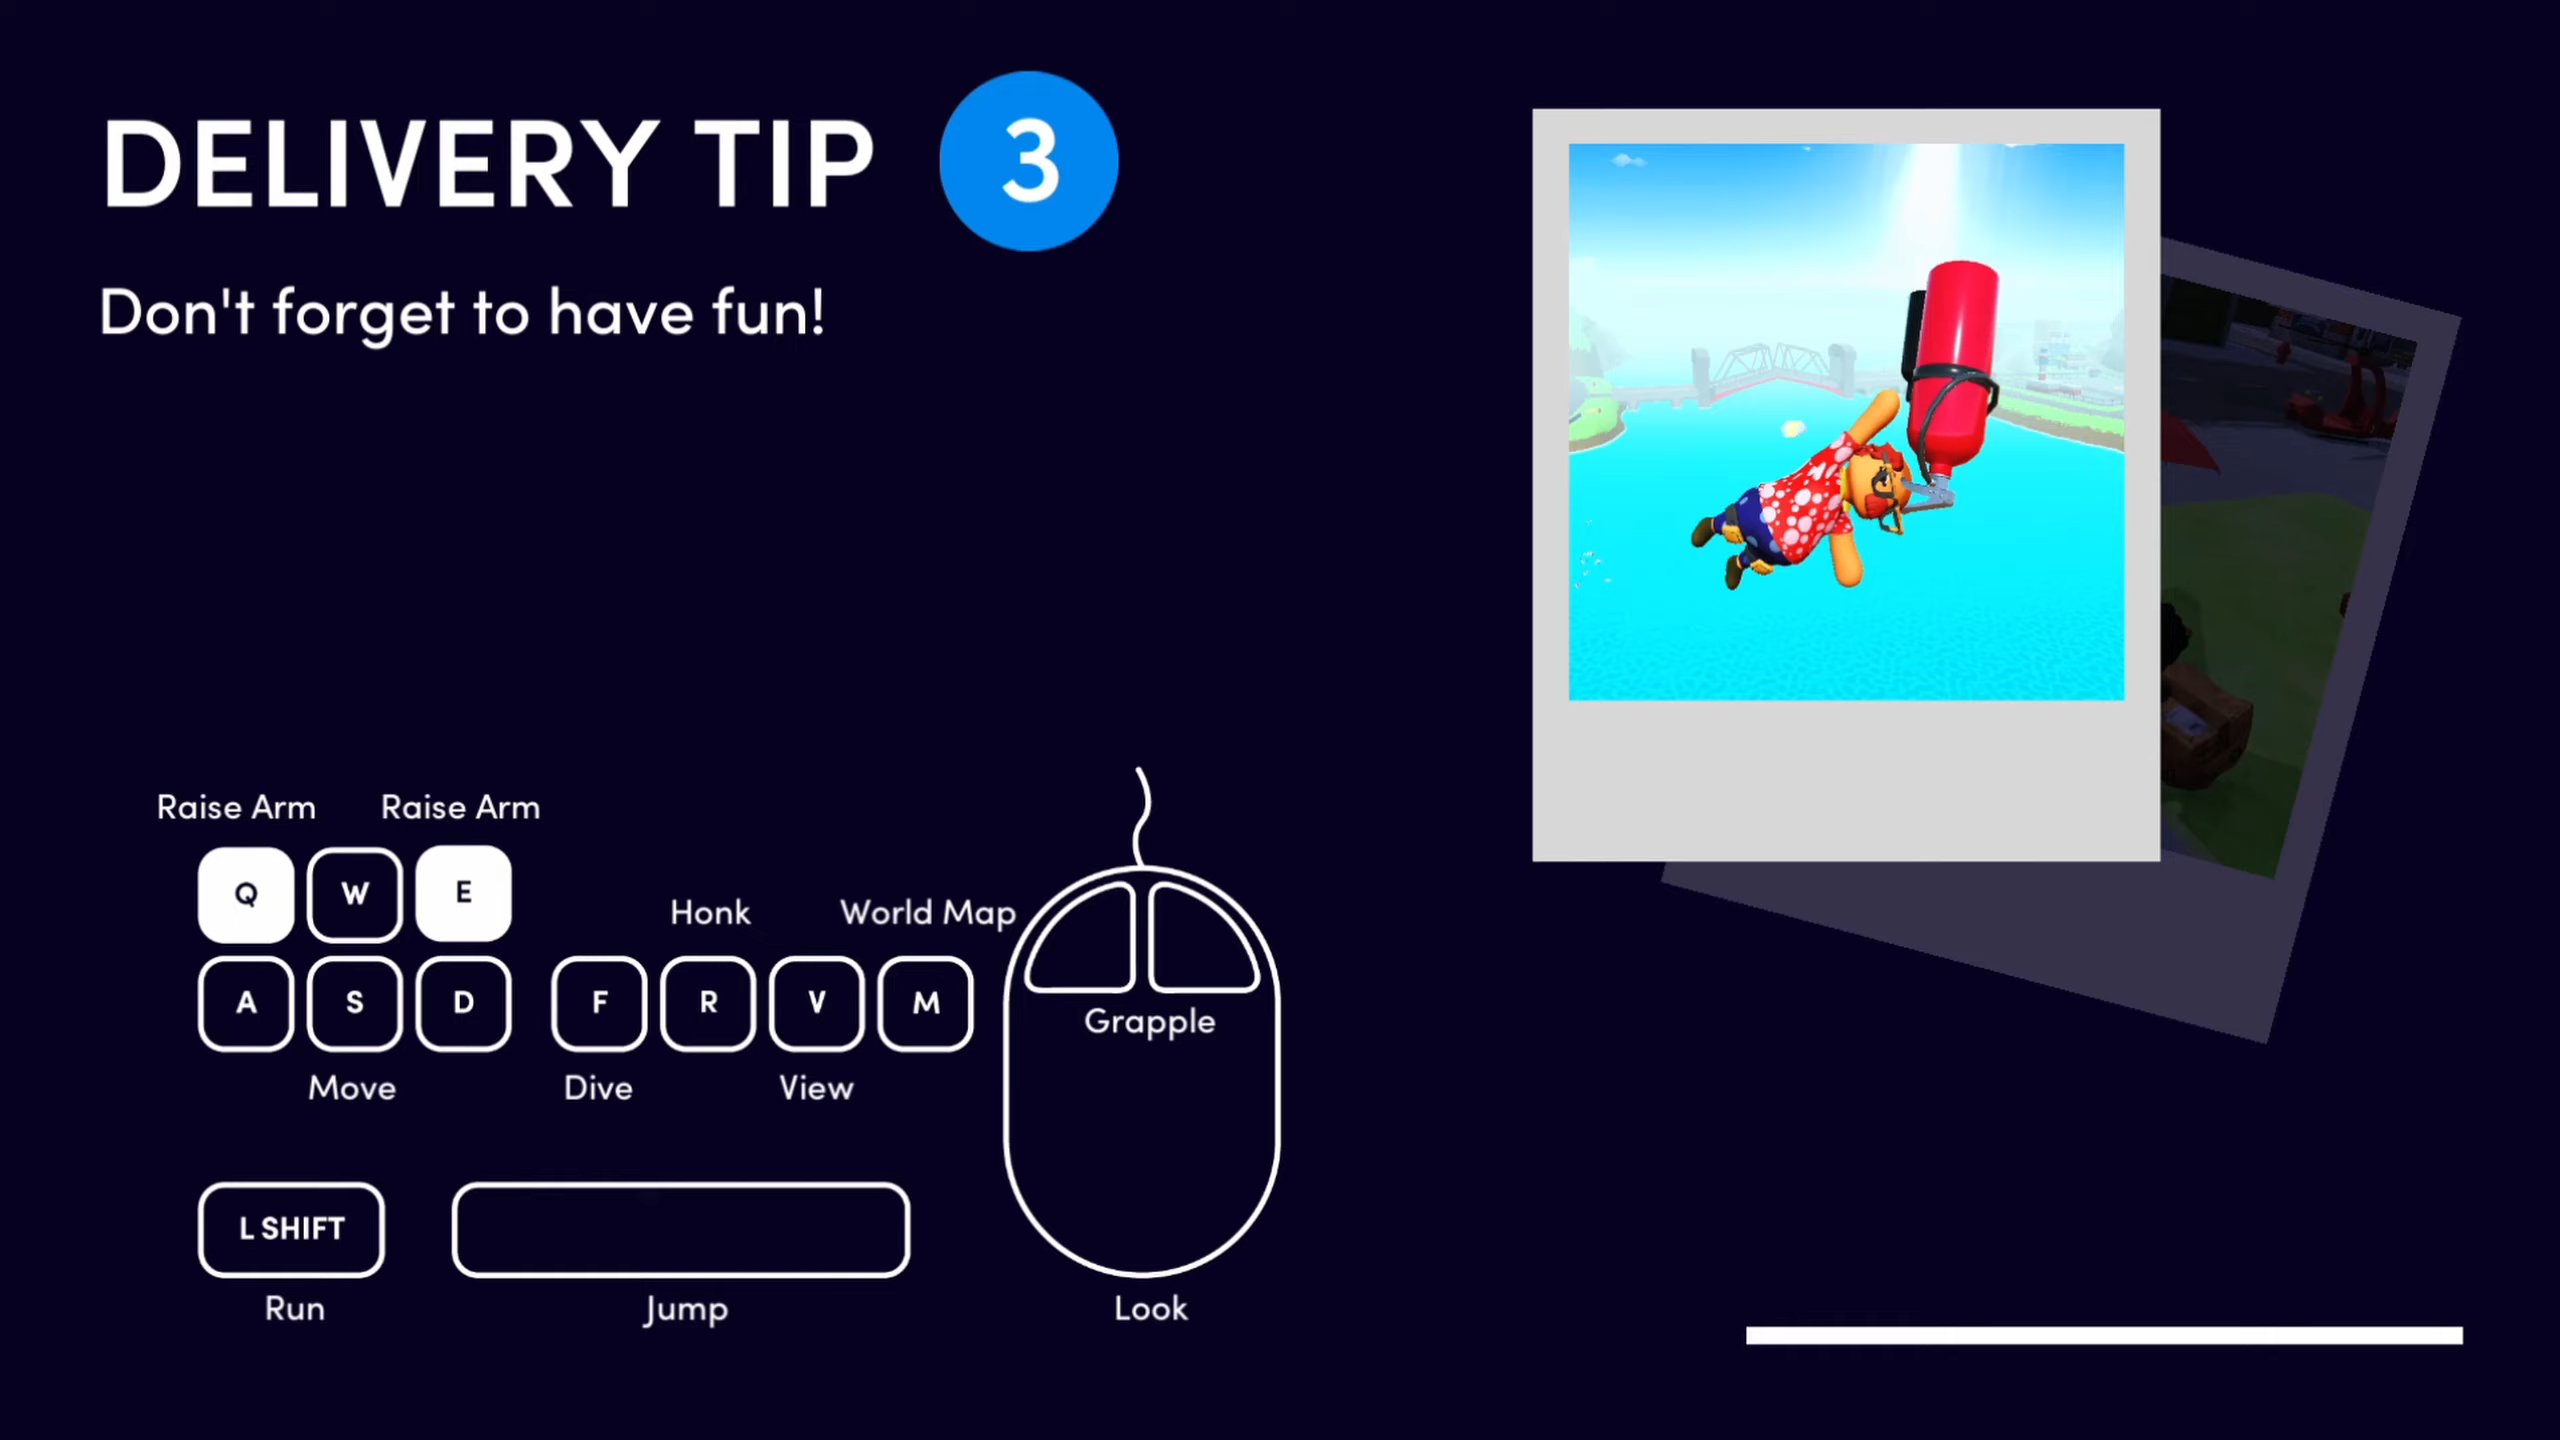 DELIVERY TIP 3
Don't forget to have fun!
Raise Arm Raise Arm
Q W E
Honk World Map
A S D F R V M
Grapple
Move Dive View
L SHIFT
Run Jump Look